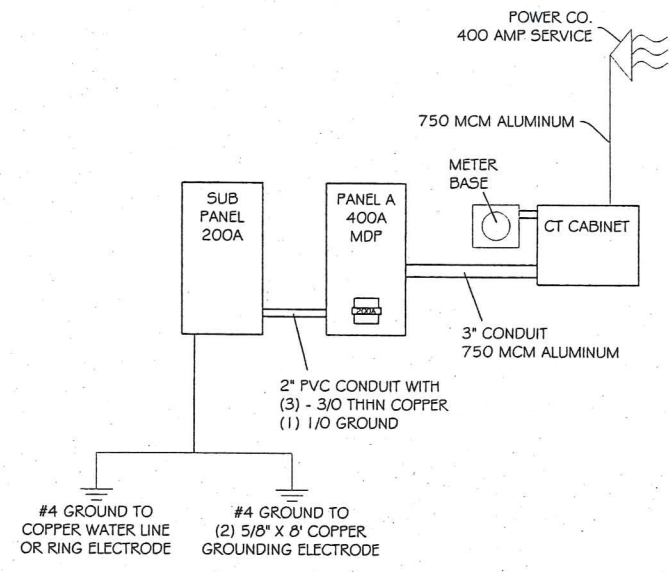 POWER CO.
400 AMP SERVICE
750 MCM ALUMINUM
METER
BASE
SUB
PANEL
200A
PANEL A
400A
MDP
CT CABINET
200A
3" CONDUIT
750 MCM ALUMINUM
2" PVC CONDUIT WITH
(3) - 3/0 THHN COPPER
(1) 1/0 GROUND
#4 GROUND TO
COPPER WATER LINE
OR RING ELECTRODE
#4 GROUND TO
(2) 5/8" X 8' COPPER
GROUNDING ELECTRODE